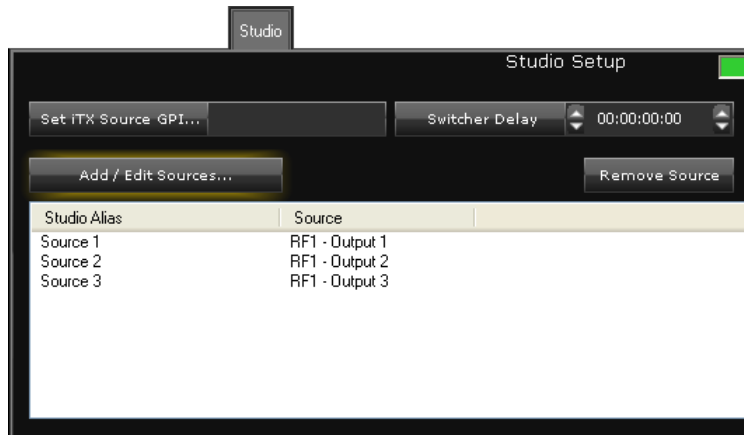 Studio
Studio Setup
Set iTX Source GPI...
Switcher Delay 00:00:00:00
Add / Edit Sources...
Remove Source
Studio Alias Source
Source 1 RF1 - Output 1
Source 2 RF1 - Output 2
Source 3 RF1 - Output 3